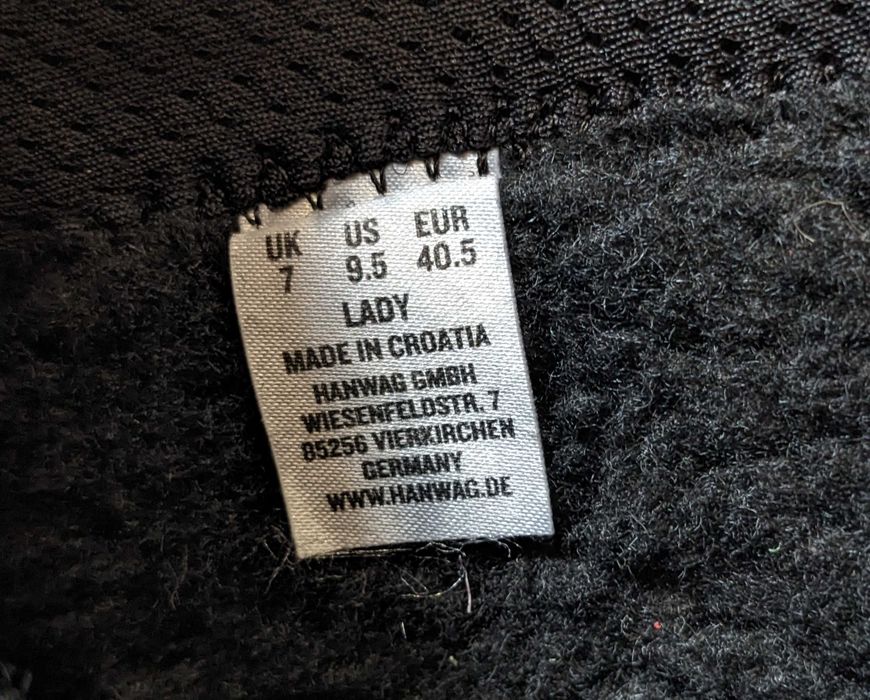 UK US EUR
7 9.5 40.5
LADY
MADE IN CROATIA
HANWAG GMBH
WIESENFELDSTR. 7
85256 VIERKIRCHEN
GERMANY
WWW.HANWAG.DE